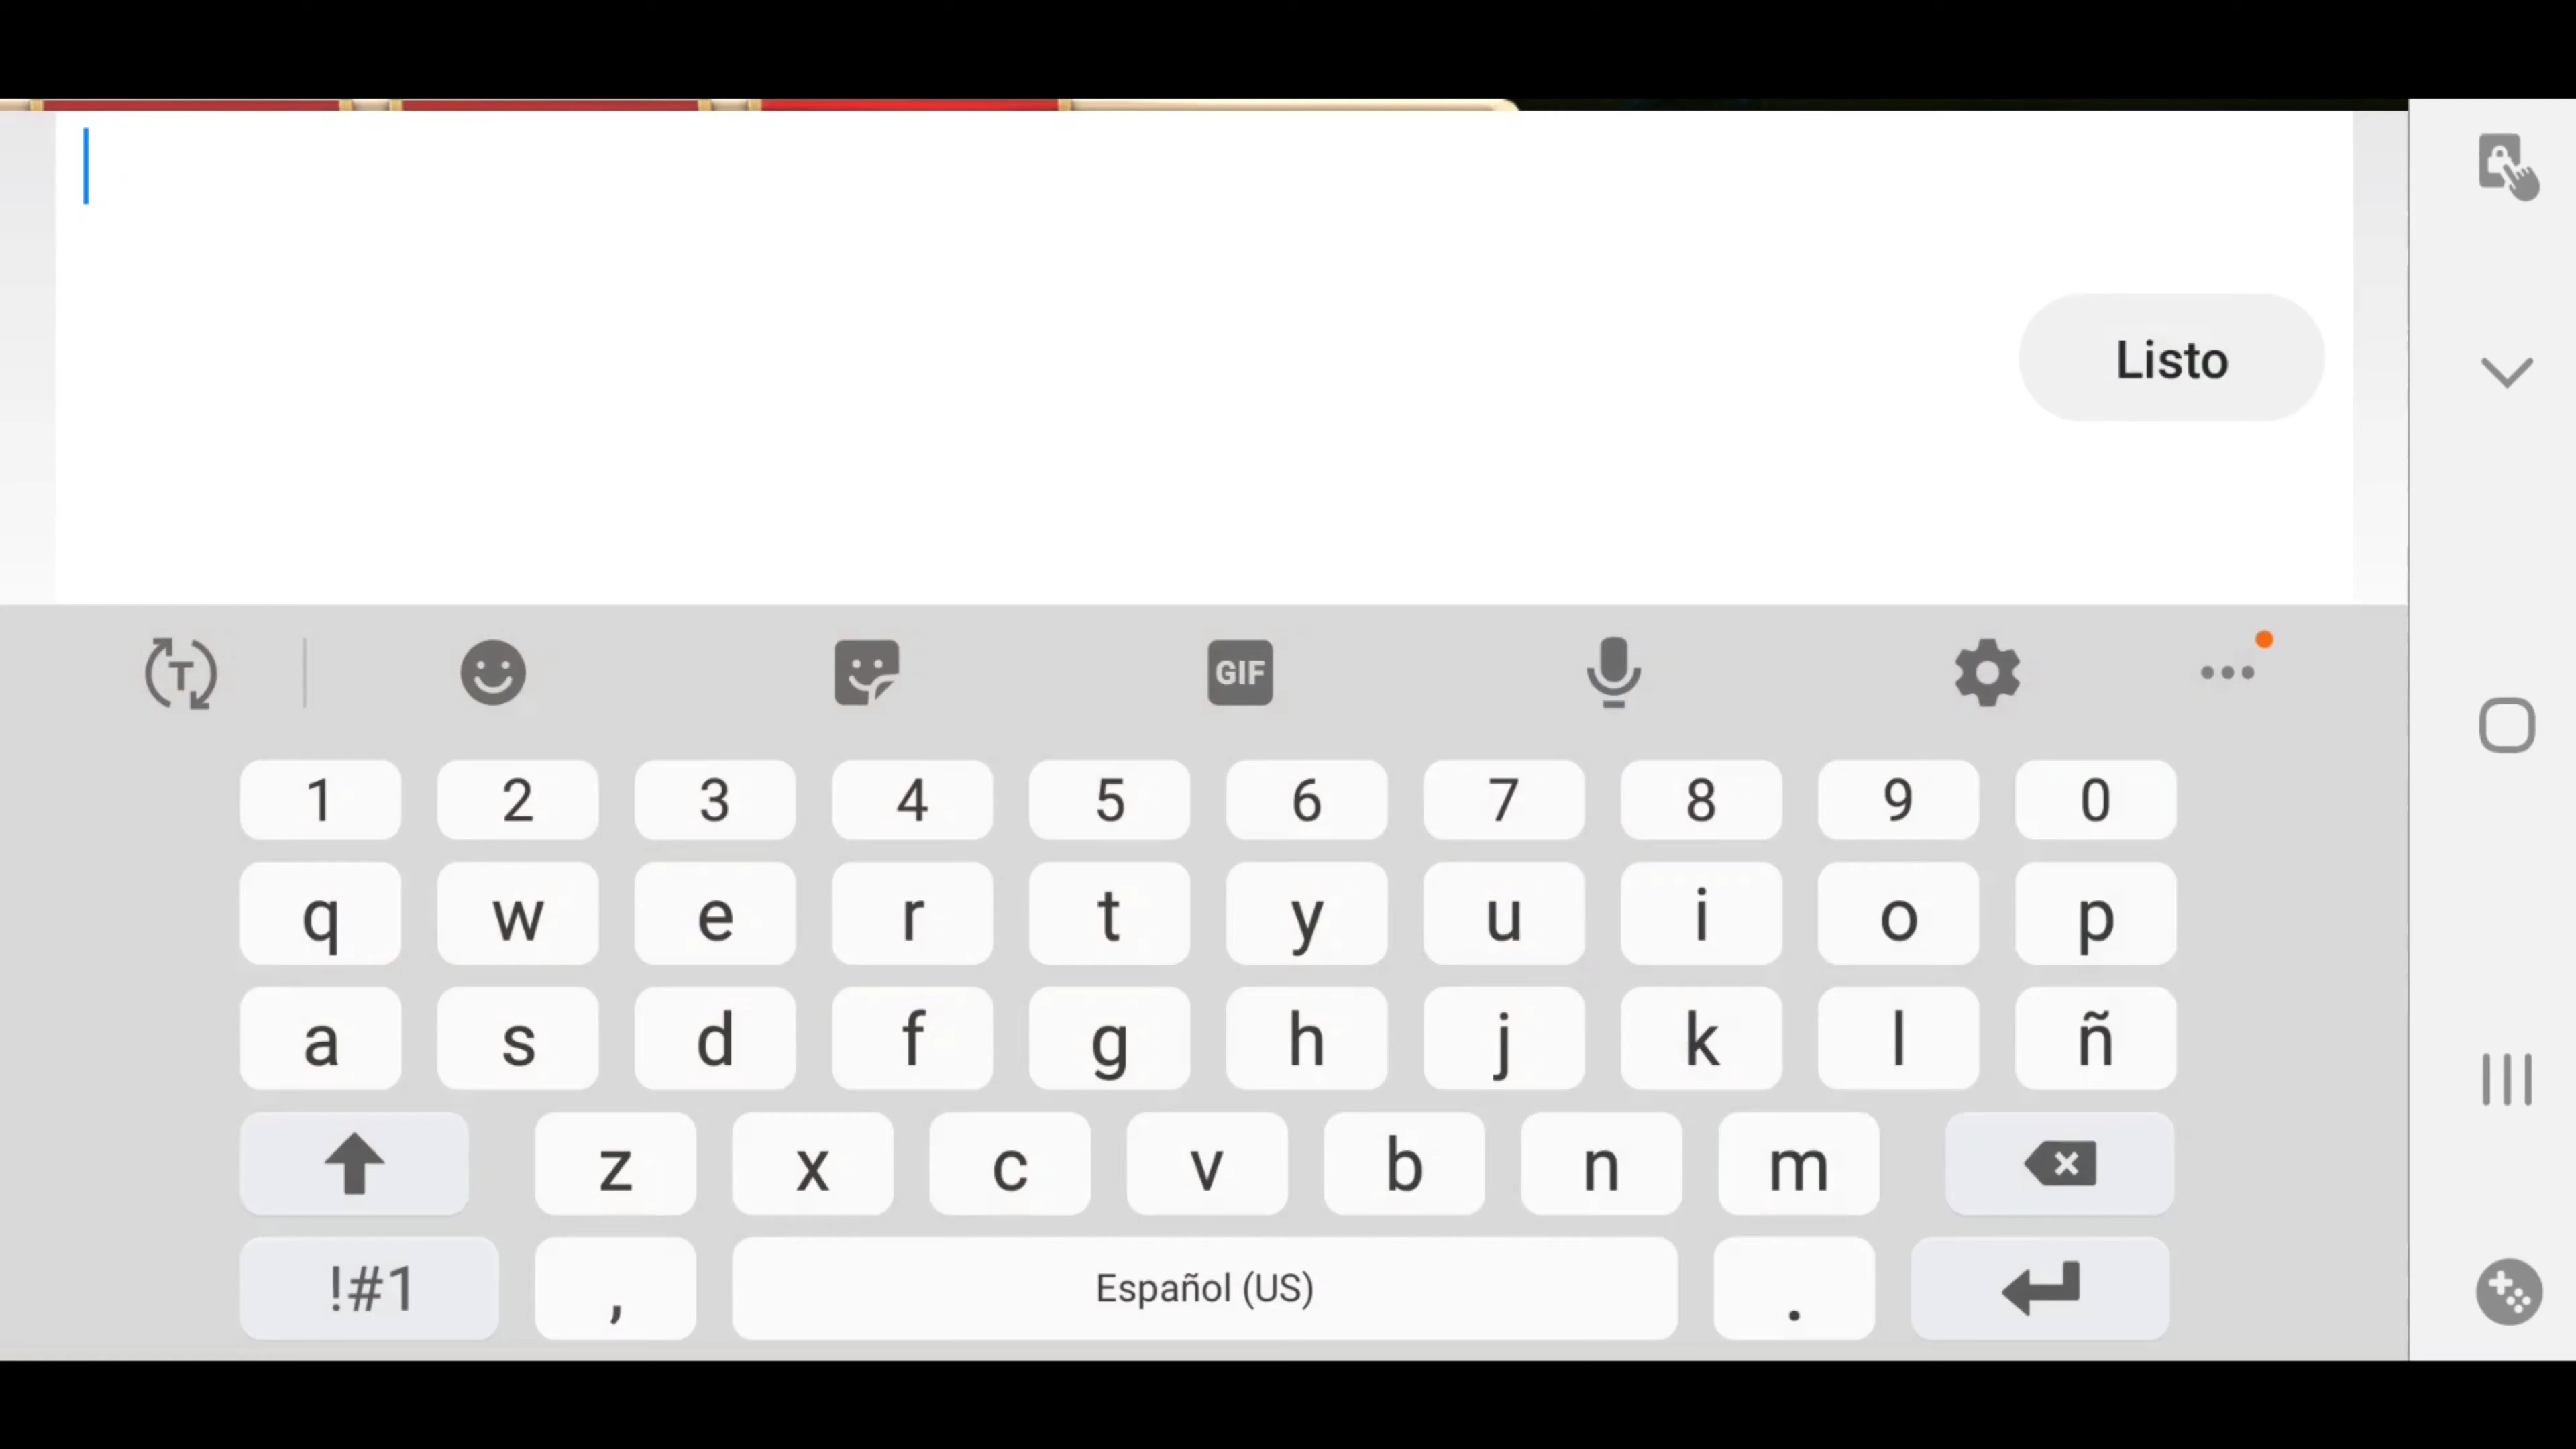 Listo
T GIF
1 2 3 4 5 6 7 8 9 0
q w e r t y u i o p
a s d f g h j k l ñ
z x c v b n m
!#1 , Español (US) .